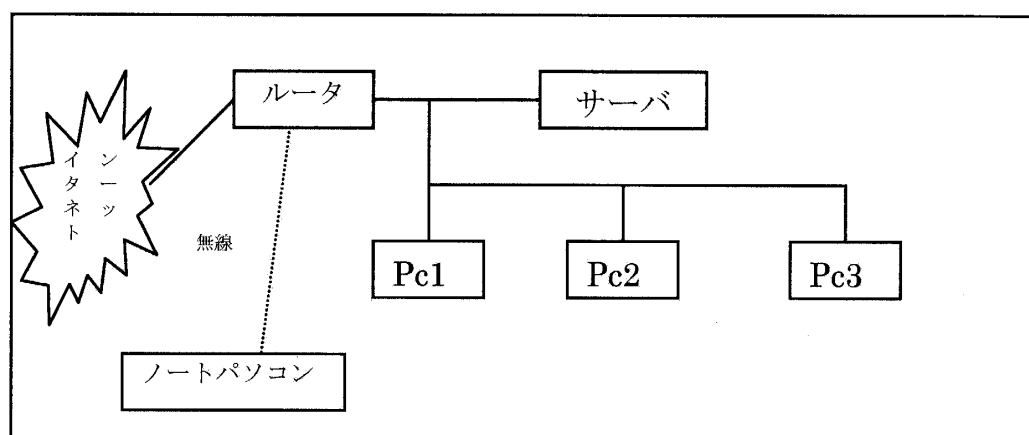 ルータ
サーバ
インターネット
無線
Pc1
Pc2
Pc3
ノートパソコン